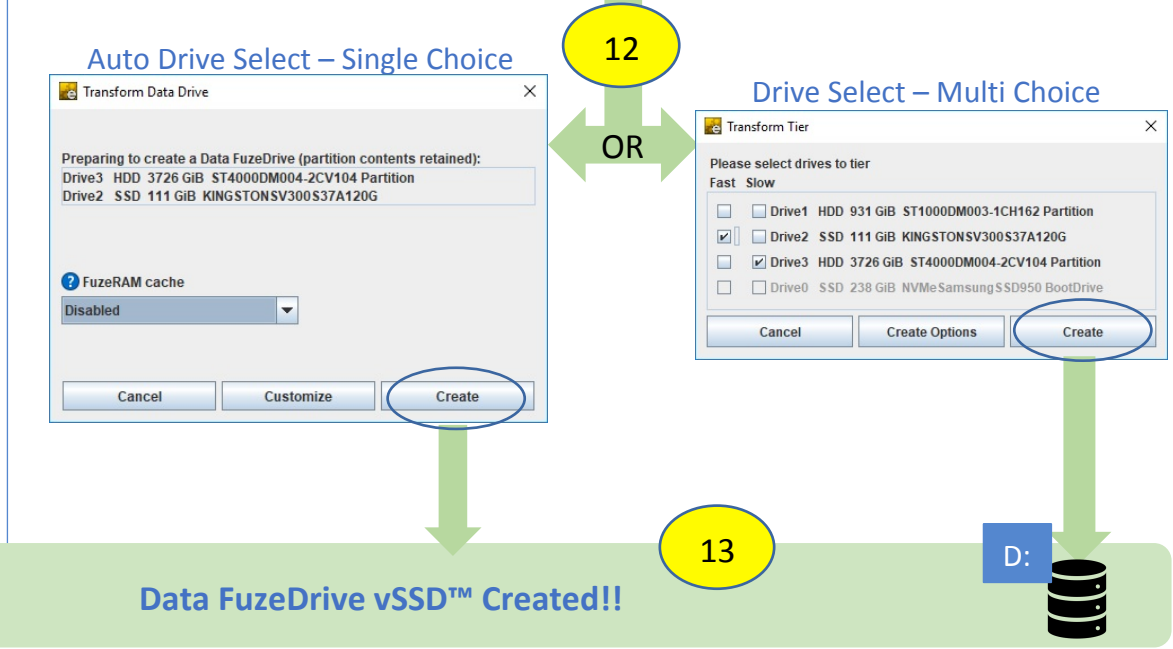 12
Auto Drive Select – Single Choice
Transform Data Drive
Preparing to create a Data FuzeDrive (partition contents retained):
Drive3 HDD 3726 GiB ST4000DM004-2CV104 Partition
Drive2 SSD 111 GiB KINGSTONSV300S37A120G
FuzeRAM cache
Disabled
Cancel Customize Create
OR
Drive Select – Multi Choice
Transform Tier
Please select drives to tier
Fast Slow
Drive1 HDD 931 GiB ST1000DM003-1CH162 Partition
Drive2 SSD 111 GiB KINGSTONSV300S37A120G
Drive3 HDD 3726 GiB ST4000DM004-2CV104 Partition
Drive0 SSD 238 GiB NVMeSamsungSSD950 BootDrive
Cancel Create Options Create
13
D:
Data FuzeDrive vSSD™ Created!!